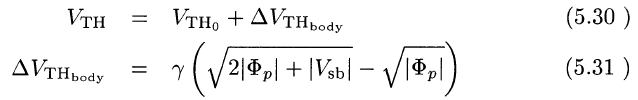 V_TH = V_TH₀ + ΔV_TH_body (5.30 )
ΔV_TH_body = γ ( √(2|Φ_p| + |V_sb|) − √(|Φ_p|) ) (5.31 )